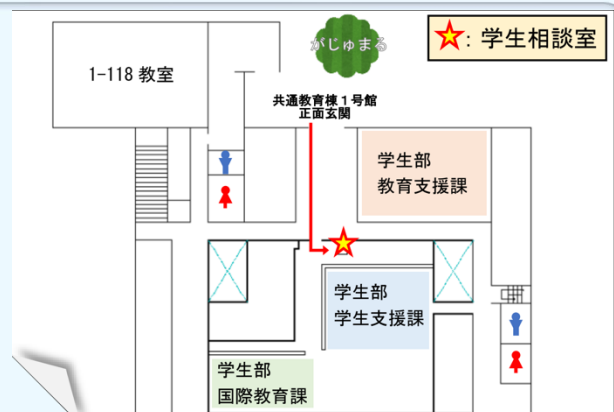 がじゅまる
: 学生相談室
1-118 教室
共通教育棟１号館
正面玄関
学生部
教育支援課
学生部
学生支援課
学生部
国際教育課